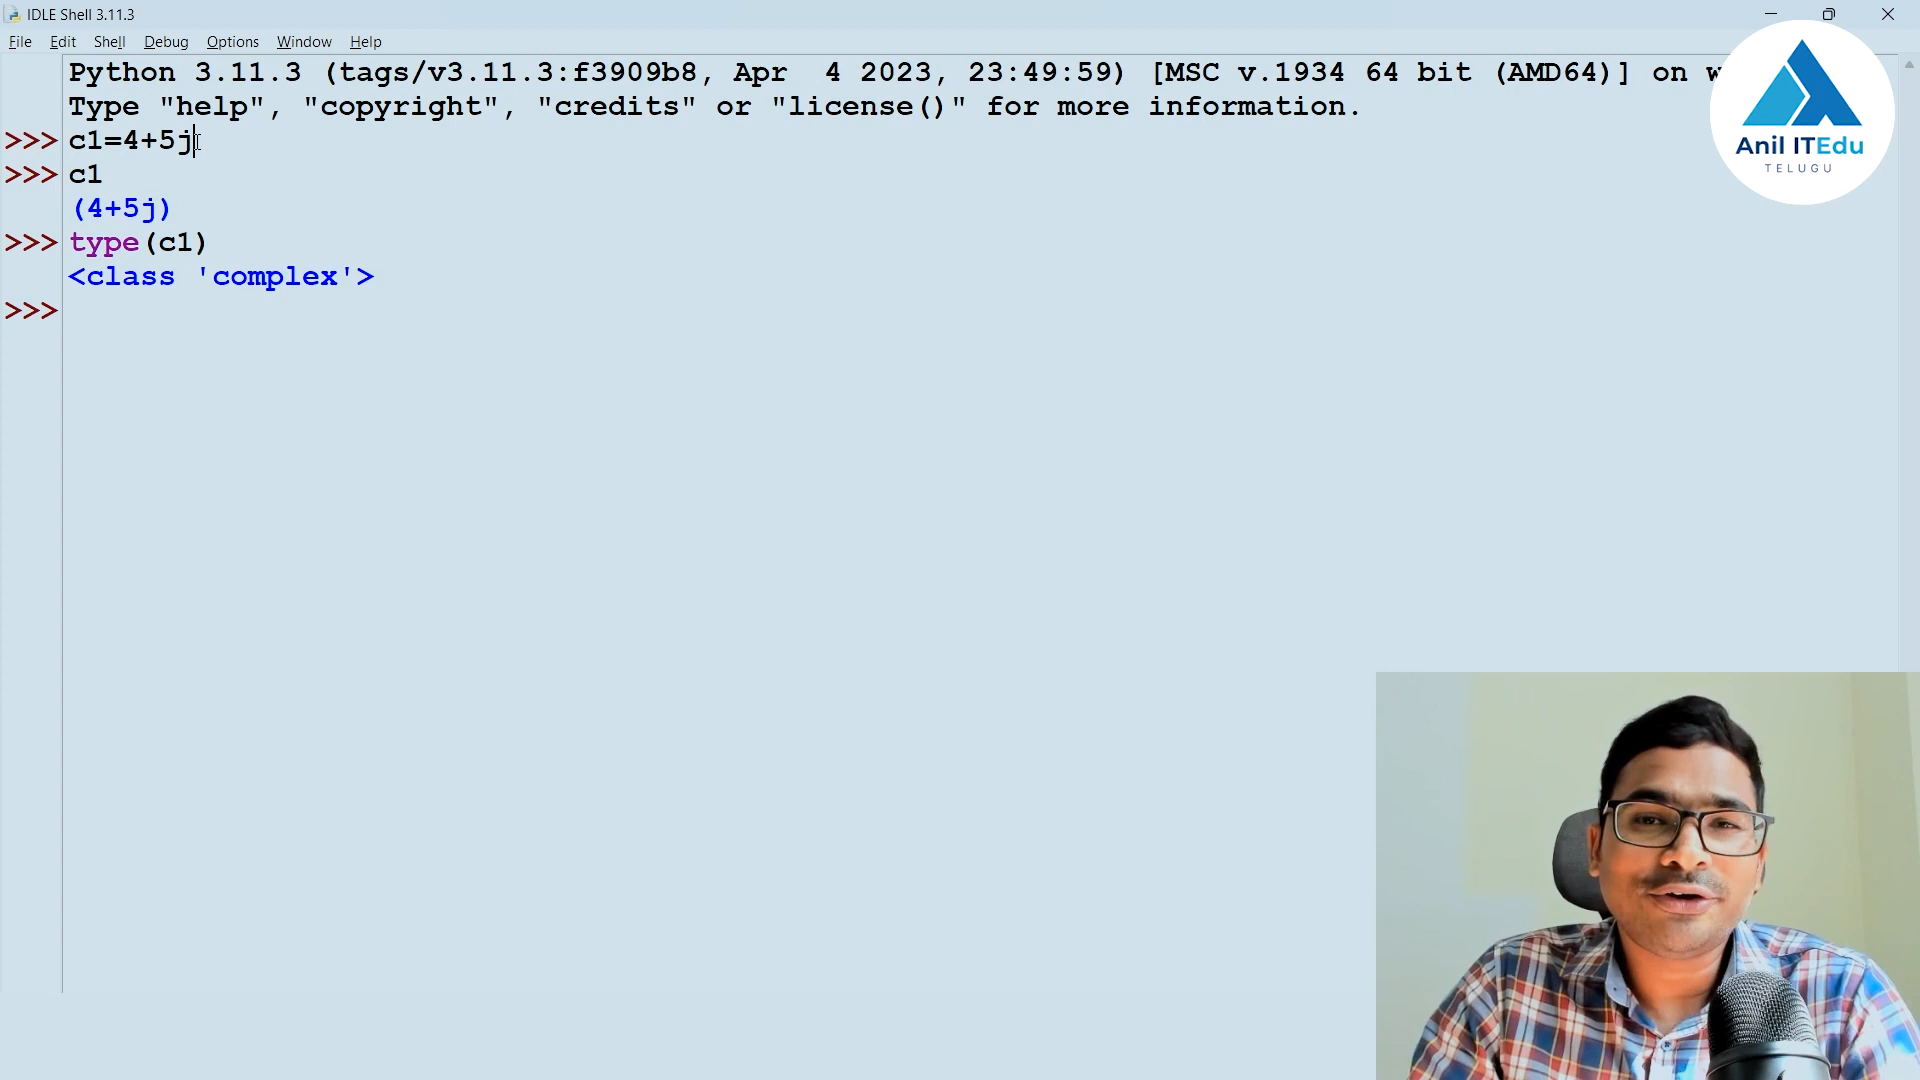 IDLE Shell 3.11.3
File Edit Shell Debug Options Window Help
Python 3.11.3 (tags/v3.11.3:f3909b8, Apr  4 2023, 23:49:59) [MSC v.1934 64 bit (AMD64)] on
Type "help", "copyright", "credits" or "license()" for more information.
>>> c1=4+5j
>>> c1
(4+5j)
>>> type(c1)
<class 'complex'>
>>>
Anil ITEdu
TELUGU